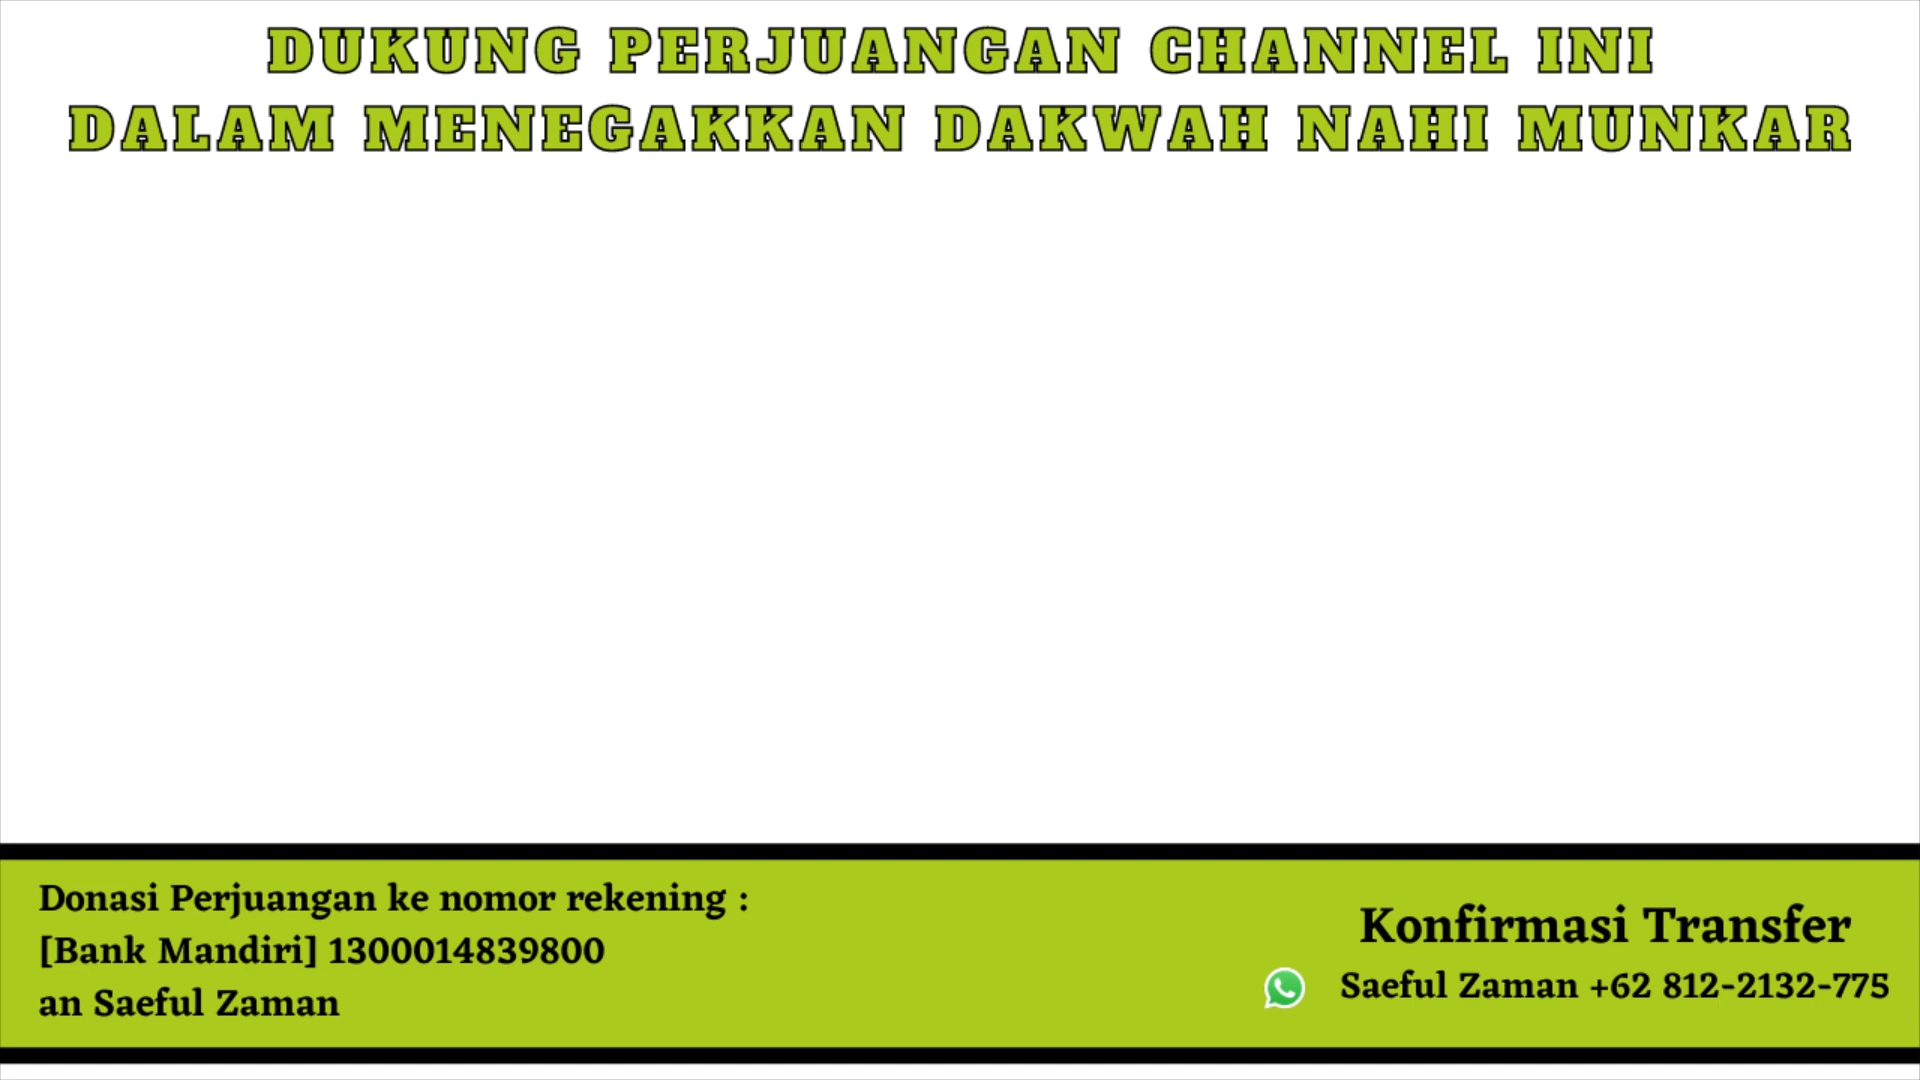 DUKUNG PERJUANGAN CHANNEL INI
DALAM MENEGAKKAN DAKWAH NAHI MUNKAR
Donasi Perjuangan ke nomor rekening :
[Bank Mandiri] 1300014839800
an Saeful Zaman
Konfirmasi Transfer
Saeful Zaman +62 812-2132-775